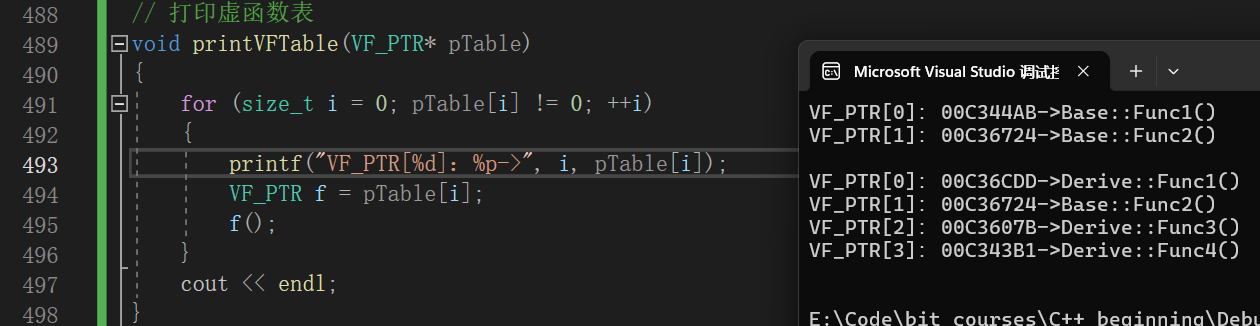 488 // 打印虚函数表
489 void printVFTable(VF_PTR* pTable)
490 {
491 for (size_t i = 0; pTable[i] != 0; ++i)
492 {
493 printf("VF_PTR[%d]：%p->", i, pTable[i]);
494 VF_PTR f = pTable[i];
495 f();
496 }
497 cout << endl;
498 }
Microsoft Visual Studio 调试
VF_PTR[0]：00C344AB->Base::Func1()
VF_PTR[1]：00C36724->Base::Func2()
VF_PTR[0]：00C36CDD->Derive::Func1()
VF_PTR[1]：00C36724->Base::Func2()
VF_PTR[2]：00C3607B->Derive::Func3()
VF_PTR[3]：00C343B1->Derive::Func4()
E:\Code\bit courses\C++ beginning\Debu